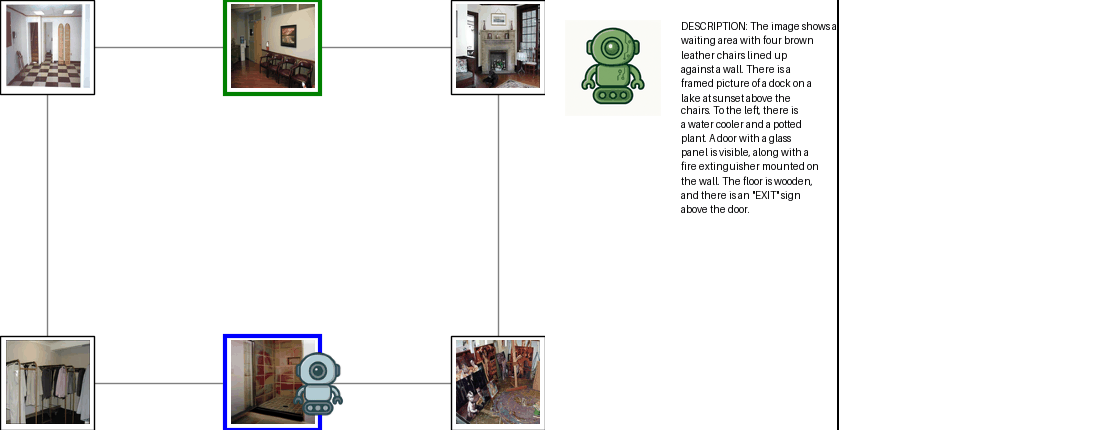 DESCRIPTION: The image shows a
waiting area with four brown
leather chairs lined up
against a wall. There is a
framed picture of a dock on a
lake at sunset above the
chairs. To the left, there is
a water cooler and a potted
plant. A door with a glass
panel is visible, along with a
fire extinguisher mounted on
the wall. The floor is wooden,
and there is an "EXIT" sign
above the door.